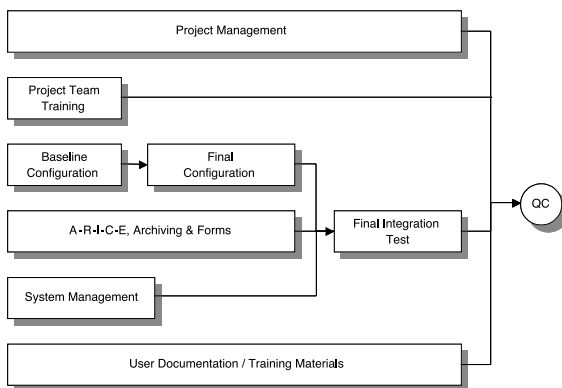 Project Management
Project Team
Training
Baseline
Configuration
Final
Configuration
QC
A-R-I-C-E, Archiving & Forms
Final Integration
Test
System Management
User Documentation / Training Materials